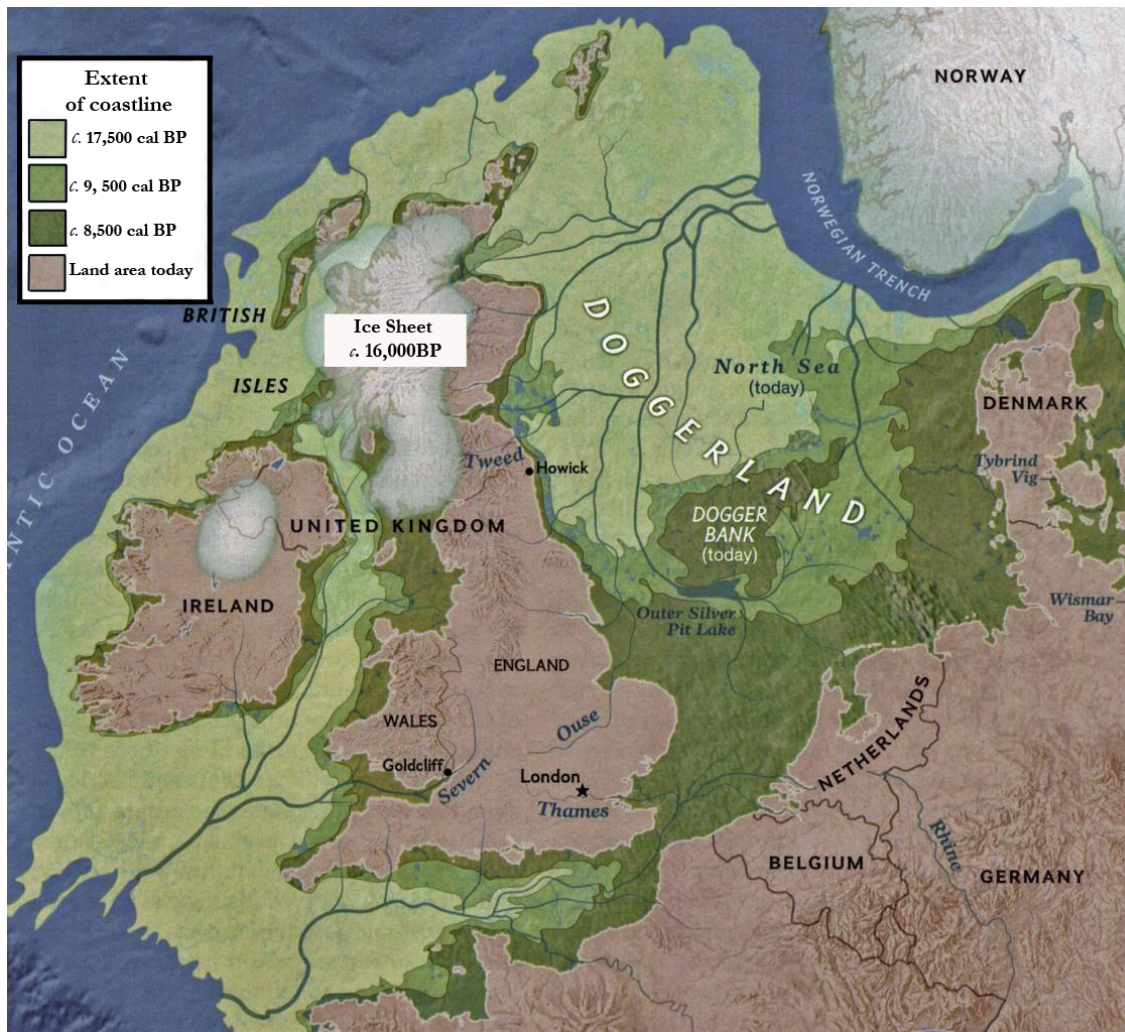 Extent
of coastline
c. 17,500 cal BP
c. 9, 500 cal BP
c. 8,500 cal BP
Land area today
NORWAY
NORWEGIAN TRENCH
BRITISH
ISLES
Ice Sheet
c. 16,000BP
NTIC OCEAN
DOGGERLAND
North Sea
(today)
DENMARK
Tybrind
Vig
Tweed
Howick
DOGGER
BANK
(today)
UNITED KINGDOM
IRELAND
Outer Silver
Pit Lake
Wismar
Bay
ENGLAND
WALES
Ouse
NETHERLANDS
Goldcliff
Severn
London
Thames
Rhine
BELGIUM
GERMANY